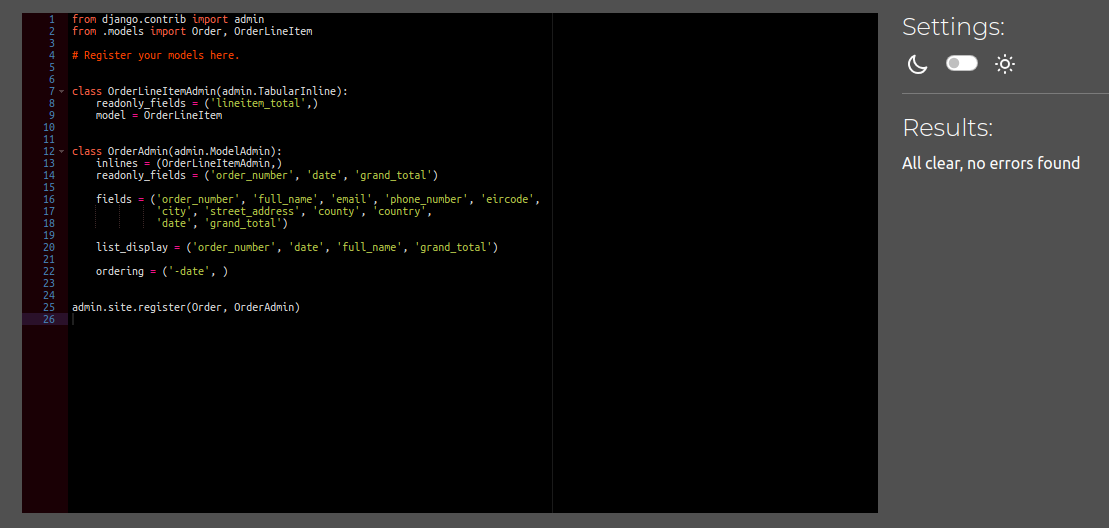 1 from django.contrib import admin
2 from .models import Order, OrderLineItem
3
4 # Register your models here.
5
6
7 class OrderLineItemAdmin(admin.TabularInline):
8     readonly_fields = ('lineitem_total',)
9     model = OrderLineItem
10
11
12 class OrderAdmin(admin.ModelAdmin):
13     inlines = (OrderLineItemAdmin,)
14     readonly_fields = ('order_number', 'date', 'grand_total')
15
16     fields = ('order_number', 'full_name', 'email', 'phone_number', 'eircode',
17               'city', 'street_address', 'county', 'country',
18               'date', 'grand_total')
19
20     list_display = ('order_number', 'date', 'full_name', 'grand_total')
21
22     ordering = ('-date', )
23
24
25 admin.site.register(Order, OrderAdmin)
26
Settings:
Results:
All clear, no errors found